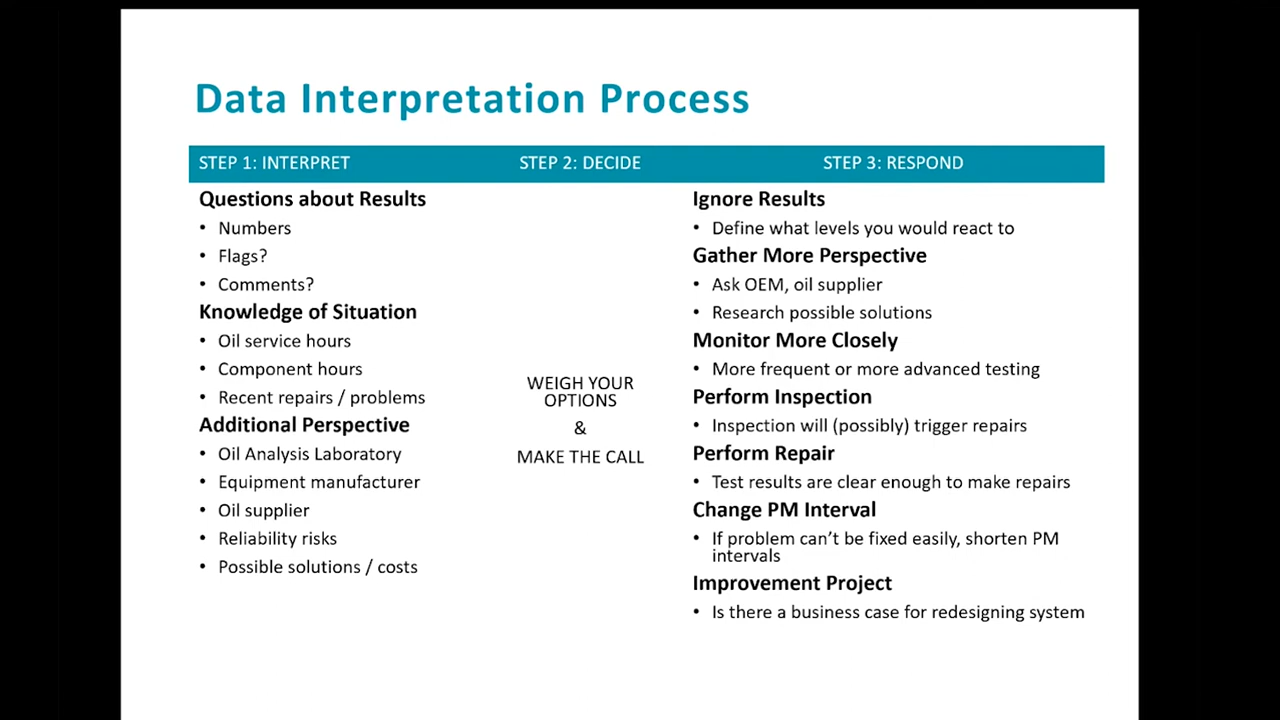 Data Interpretation Process
STEP 1: INTERPRET
STEP 2: DECIDE
STEP 3: RESPOND
Questions about Results
• Numbers
• Flags?
• Comments?
Knowledge of Situation
• Oil service hours
• Component hours
• Recent repairs / problems
Additional Perspective
• Oil Analysis Laboratory
• Equipment manufacturer
• Oil supplier
• Reliability risks
• Possible solutions / costs
WEIGH YOUR
OPTIONS
&
MAKE THE CALL
Ignore Results
• Define what levels you would react to
Gather More Perspective
• Ask OEM, oil supplier
• Research possible solutions
Monitor More Closely
• More frequent or more advanced testing
Perform Inspection
• Inspection will (possibly) trigger repairs
Perform Repair
• Test results are clear enough to make repairs
Change PM Interval
• If problem can’t be fixed easily, shorten PM
intervals
Improvement Project
• Is there a business case for redesigning system